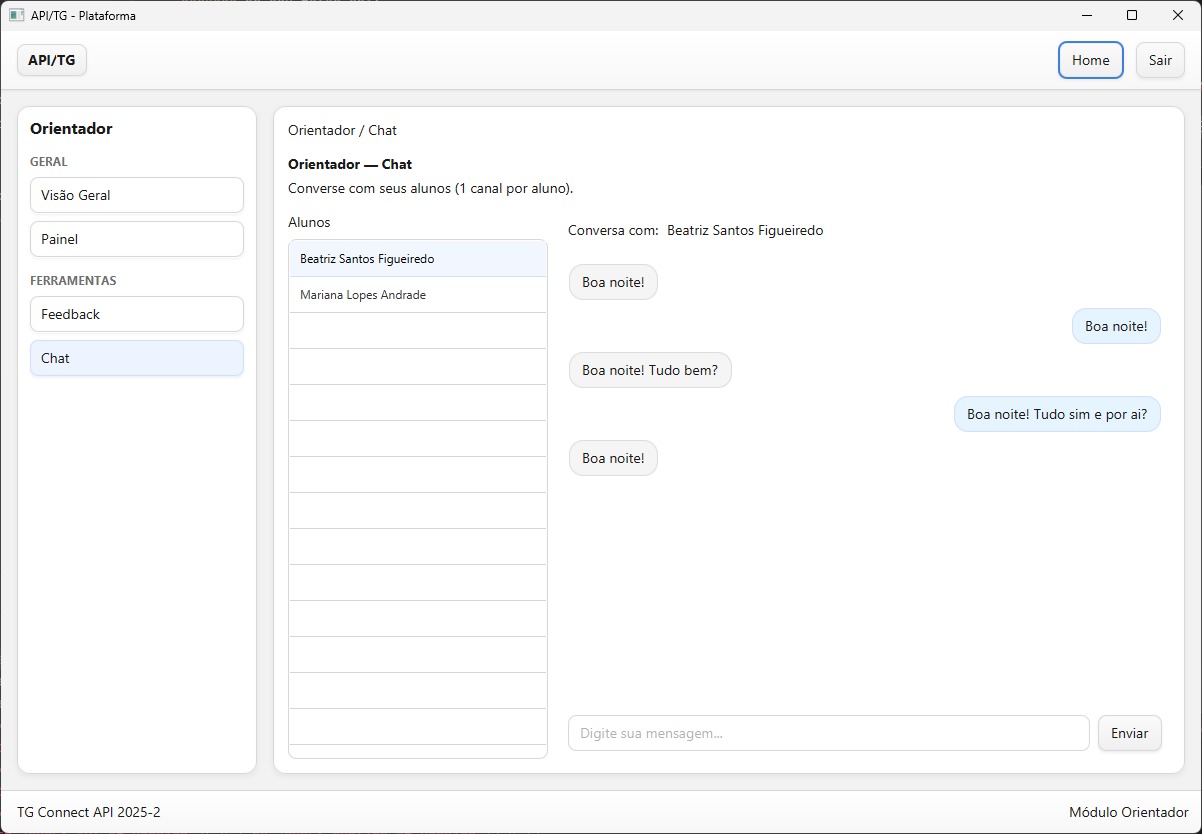 API/TG - Plataforma
API/TG
Home
Sair
Orientador
GERAL
Visão Geral
Painel
FERRAMENTAS
Feedback
Chat
Orientador / Chat
Orientador — Chat
Converse com seus alunos (1 canal por aluno).
Alunos
Beatriz Santos Figueiredo
Mariana Lopes Andrade
Conversa com: Beatriz Santos Figueiredo
Boa noite!
Boa noite!
Boa noite! Tudo bem?
Boa noite! Tudo sim e por ai?
Boa noite!
Digite sua mensagem...
Enviar
TG Connect API 2025-2
Módulo Orientador